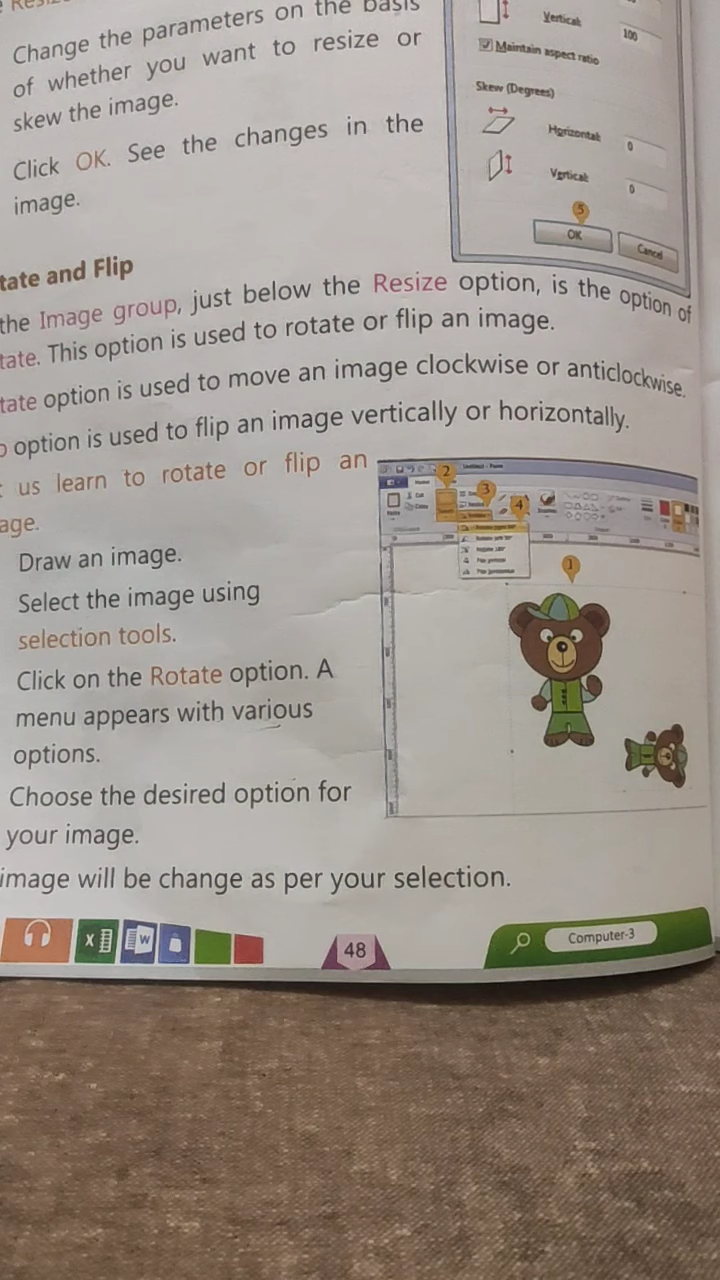 Change the parameters on the basis
of whether you want to resize or
skew the image.
Click OK. See the changes in the
image.
Vertical:
100
Maintain aspect ratio
Skew (Degrees)
Horizontal:
0
Vertical:
0
5
OK
Cancel
tate and Flip
the Image group, just below the Resize option, is the option of
tate. This option is used to rotate or flip an image.
tate option is used to move an image clockwise or anticlockwise.
option is used to flip an image vertically or horizontally.
us learn to rotate or flip an
age.
Draw an image.
Select the image using
selection tools.
Click on the Rotate option. A
menu appears with various
options.
Choose the desired option for
your image.
image will be change as per your selection.
2
3
4
1
X
W
48
Computer-3